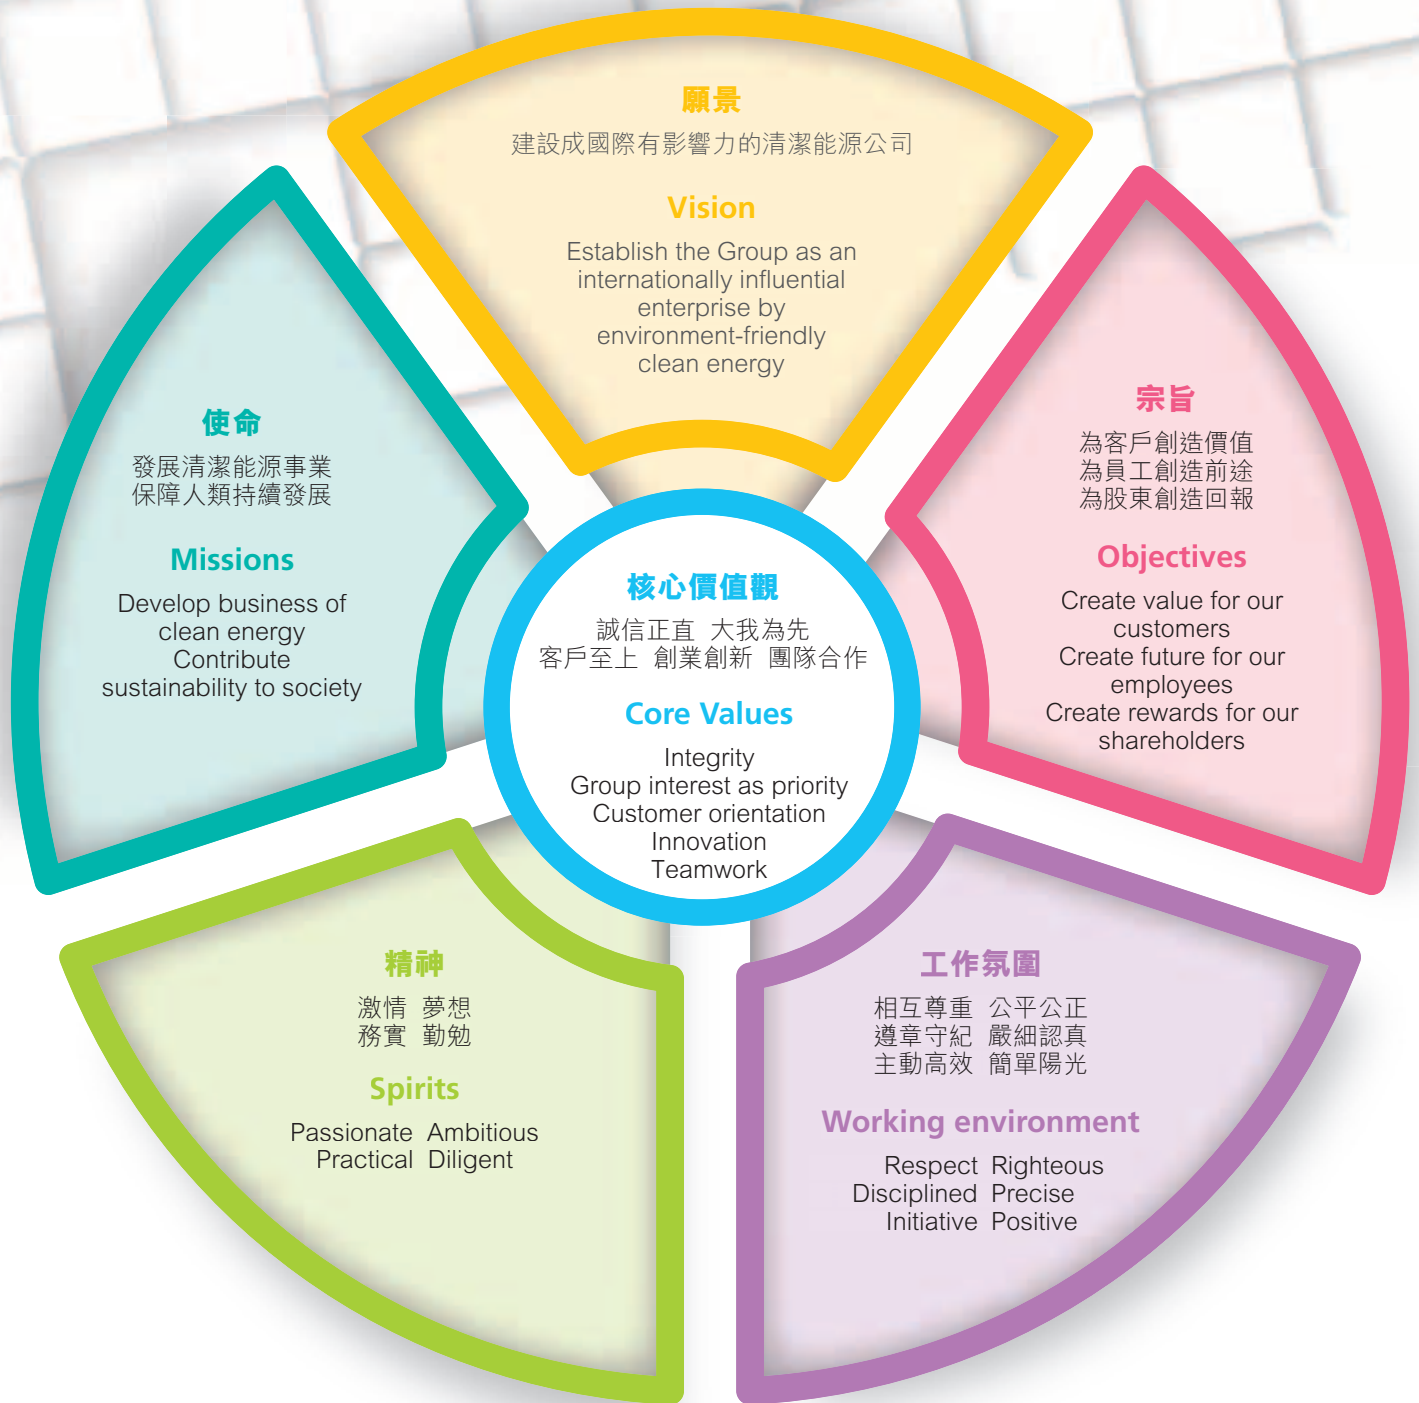 願景
建設成國際有影響力的清潔能源公司
Vision
Establish the Group as an
internationally influential
enterprise by
environment-friendly
clean energy
使命
發展清潔能源事業
保障人類持續發展
Missions
Develop business of
clean energy
Contribute
sustainability to society
宗旨
為客戶創造價值
為員工創造前途
為股東創造回報
Objectives
Create value for our
customers
Create future for our
employees
Create rewards for our
shareholders
核心價值觀
誠信正直 大我為先
客戶至上 創業創新 團隊合作
Core Values
Integrity
Group interest as priority
Customer orientation
Innovation
Teamwork
精神
激情 夢想
務實 勤勉
Spirits
Passionate Ambitious
Practical Diligent
工作氛圍
相互尊重 公平公正
遵章守紀 嚴細認真
主動高效 簡單陽光
Working environment
Respect Righteous
Disciplined Precise
Initiative Positive